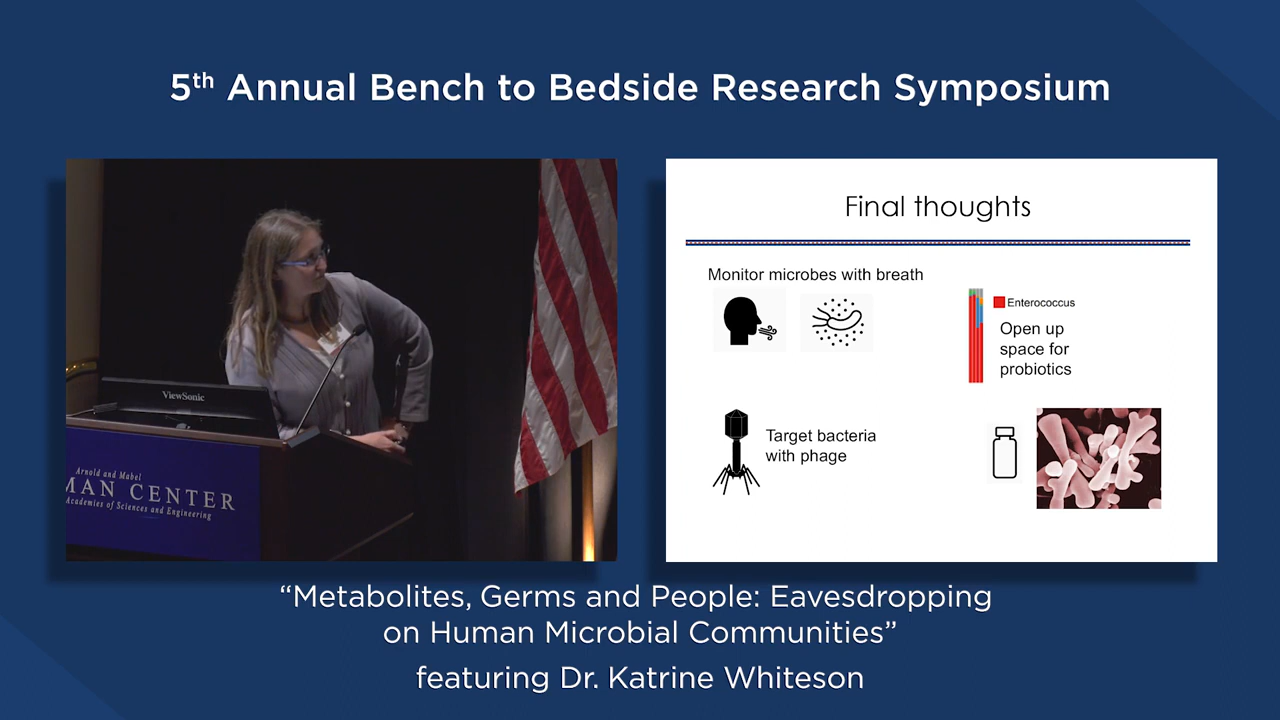 5th Annual Bench to Bedside Research Symposium
ViewSonic
Arnold and Mabel
MAN CENTER
Academies of Sciences and Engineering
Final thoughts
Monitor microbes with breath
Enterococcus
Open up
space for
probiotics
Target bacteria
with phage
“Metabolites, Germs and People: Eavesdropping
on Human Microbial Communities”
featuring Dr. Katrine Whiteson